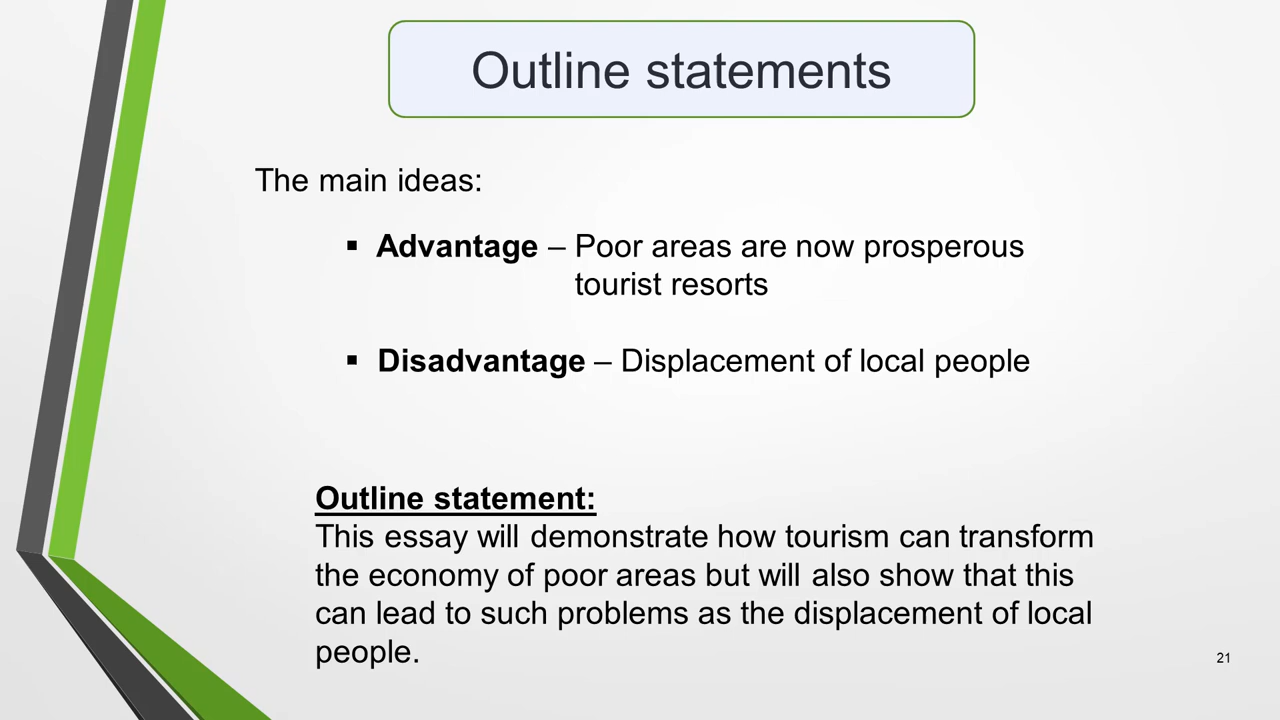 Outline statements
The main ideas:
▪ Advantage – Poor areas are now prosperous
tourist resorts
▪ Disadvantage – Displacement of local people
Outline statement:
This essay will demonstrate how tourism can transform
the economy of poor areas but will also show that this
can lead to such problems as the displacement of local
people.
21